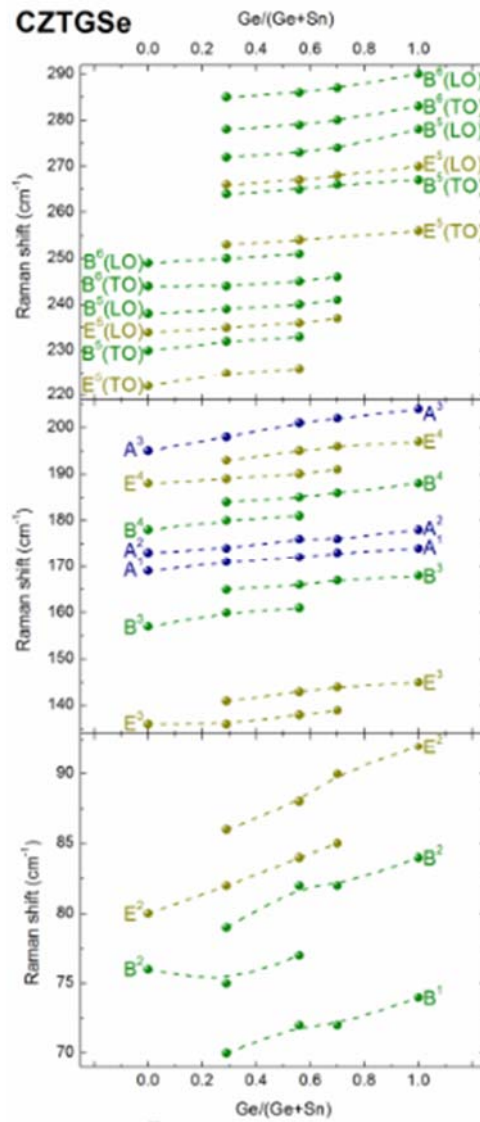 CZTGSe
Ge/(Ge+Sn)
0.0 0.2 0.4 0.6 0.8 1.0
Raman shift (cm⁻¹)
290
280
270
260
250
240
230
220
B⁶(LO)
B⁶(TO)
B⁵(LO)
E⁵(LO)
B⁵(TO)
E⁵(TO)
B⁶(LO)
B⁶(TO)
B⁵(LO)
E⁵(LO)
B⁵(TO)
E⁵(TO)
Raman shift (cm⁻¹)
200
190
180
170
160
150
140
A³
E⁴
B⁴
A²
A¹
B³
E³
A³
E⁴
B⁴
A²
A¹
B³
E³
Raman shift (cm⁻¹)
90
85
80
75
70
E²
B²
E²
B²
B¹
0.0 0.2 0.4 0.6 0.8 1.0
Ge/(Ge+Sn)